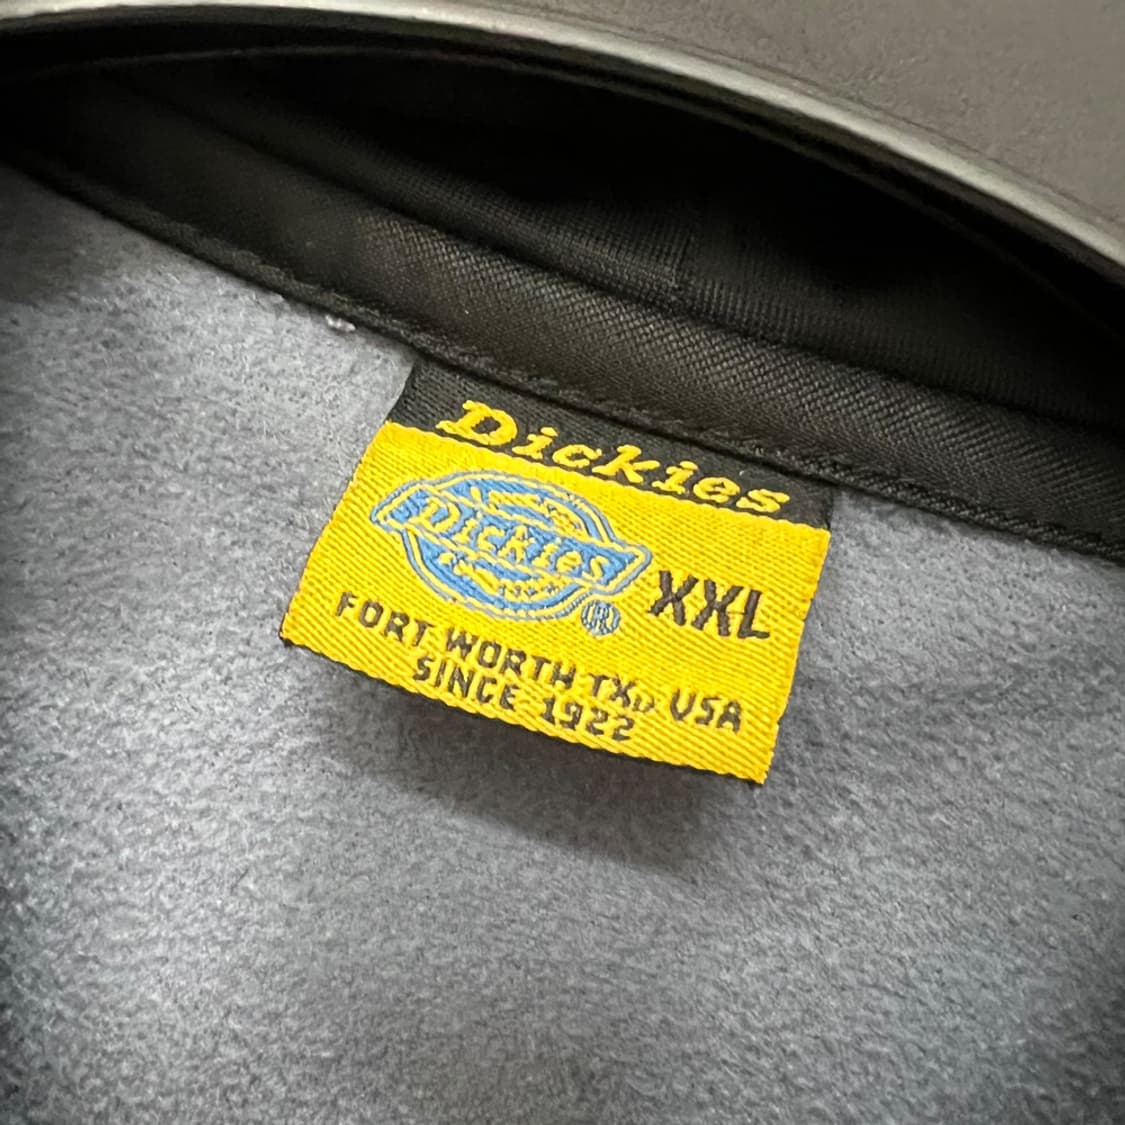 Dickies
Dickies
®
XXL
FORT WORTH TX, USA
SINCE 1922